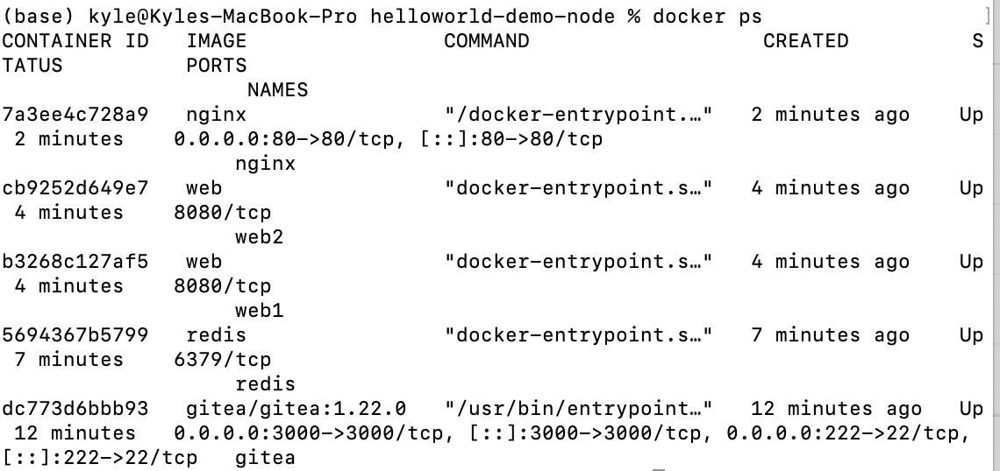 (base) kyle@Kyles-MacBook-Pro helloworld-demo-node % docker ps ]
CONTAINER ID   IMAGE                COMMAND                   CREATED          S
TATUS          PORTS
                    NAMES
7a3ee4c728a9   nginx                "/docker-entrypoint.…"   2 minutes ago    Up
 2 minutes    0.0.0.0:80->80/tcp, [::]:80->80/tcp
                   nginx
cb9252d649e7   web                  "docker-entrypoint.s…"   4 minutes ago    Up
 4 minutes    8080/tcp
                   web2
b3268c127af5   web                  "docker-entrypoint.s…"   4 minutes ago    Up
 4 minutes    8080/tcp
                   web1
5694367b5799   redis                "docker-entrypoint.s…"   7 minutes ago    Up
 7 minutes    6379/tcp
                   redis
dc773d6bbb93   gitea/gitea:1.22.0   "/usr/bin/entrypoint…"   12 minutes ago   Up
 12 minutes   0.0.0.0:3000->3000/tcp, [::]:3000->3000/tcp, 0.0.0.0:222->22/tcp,
[::]:222->22/tcp   gitea